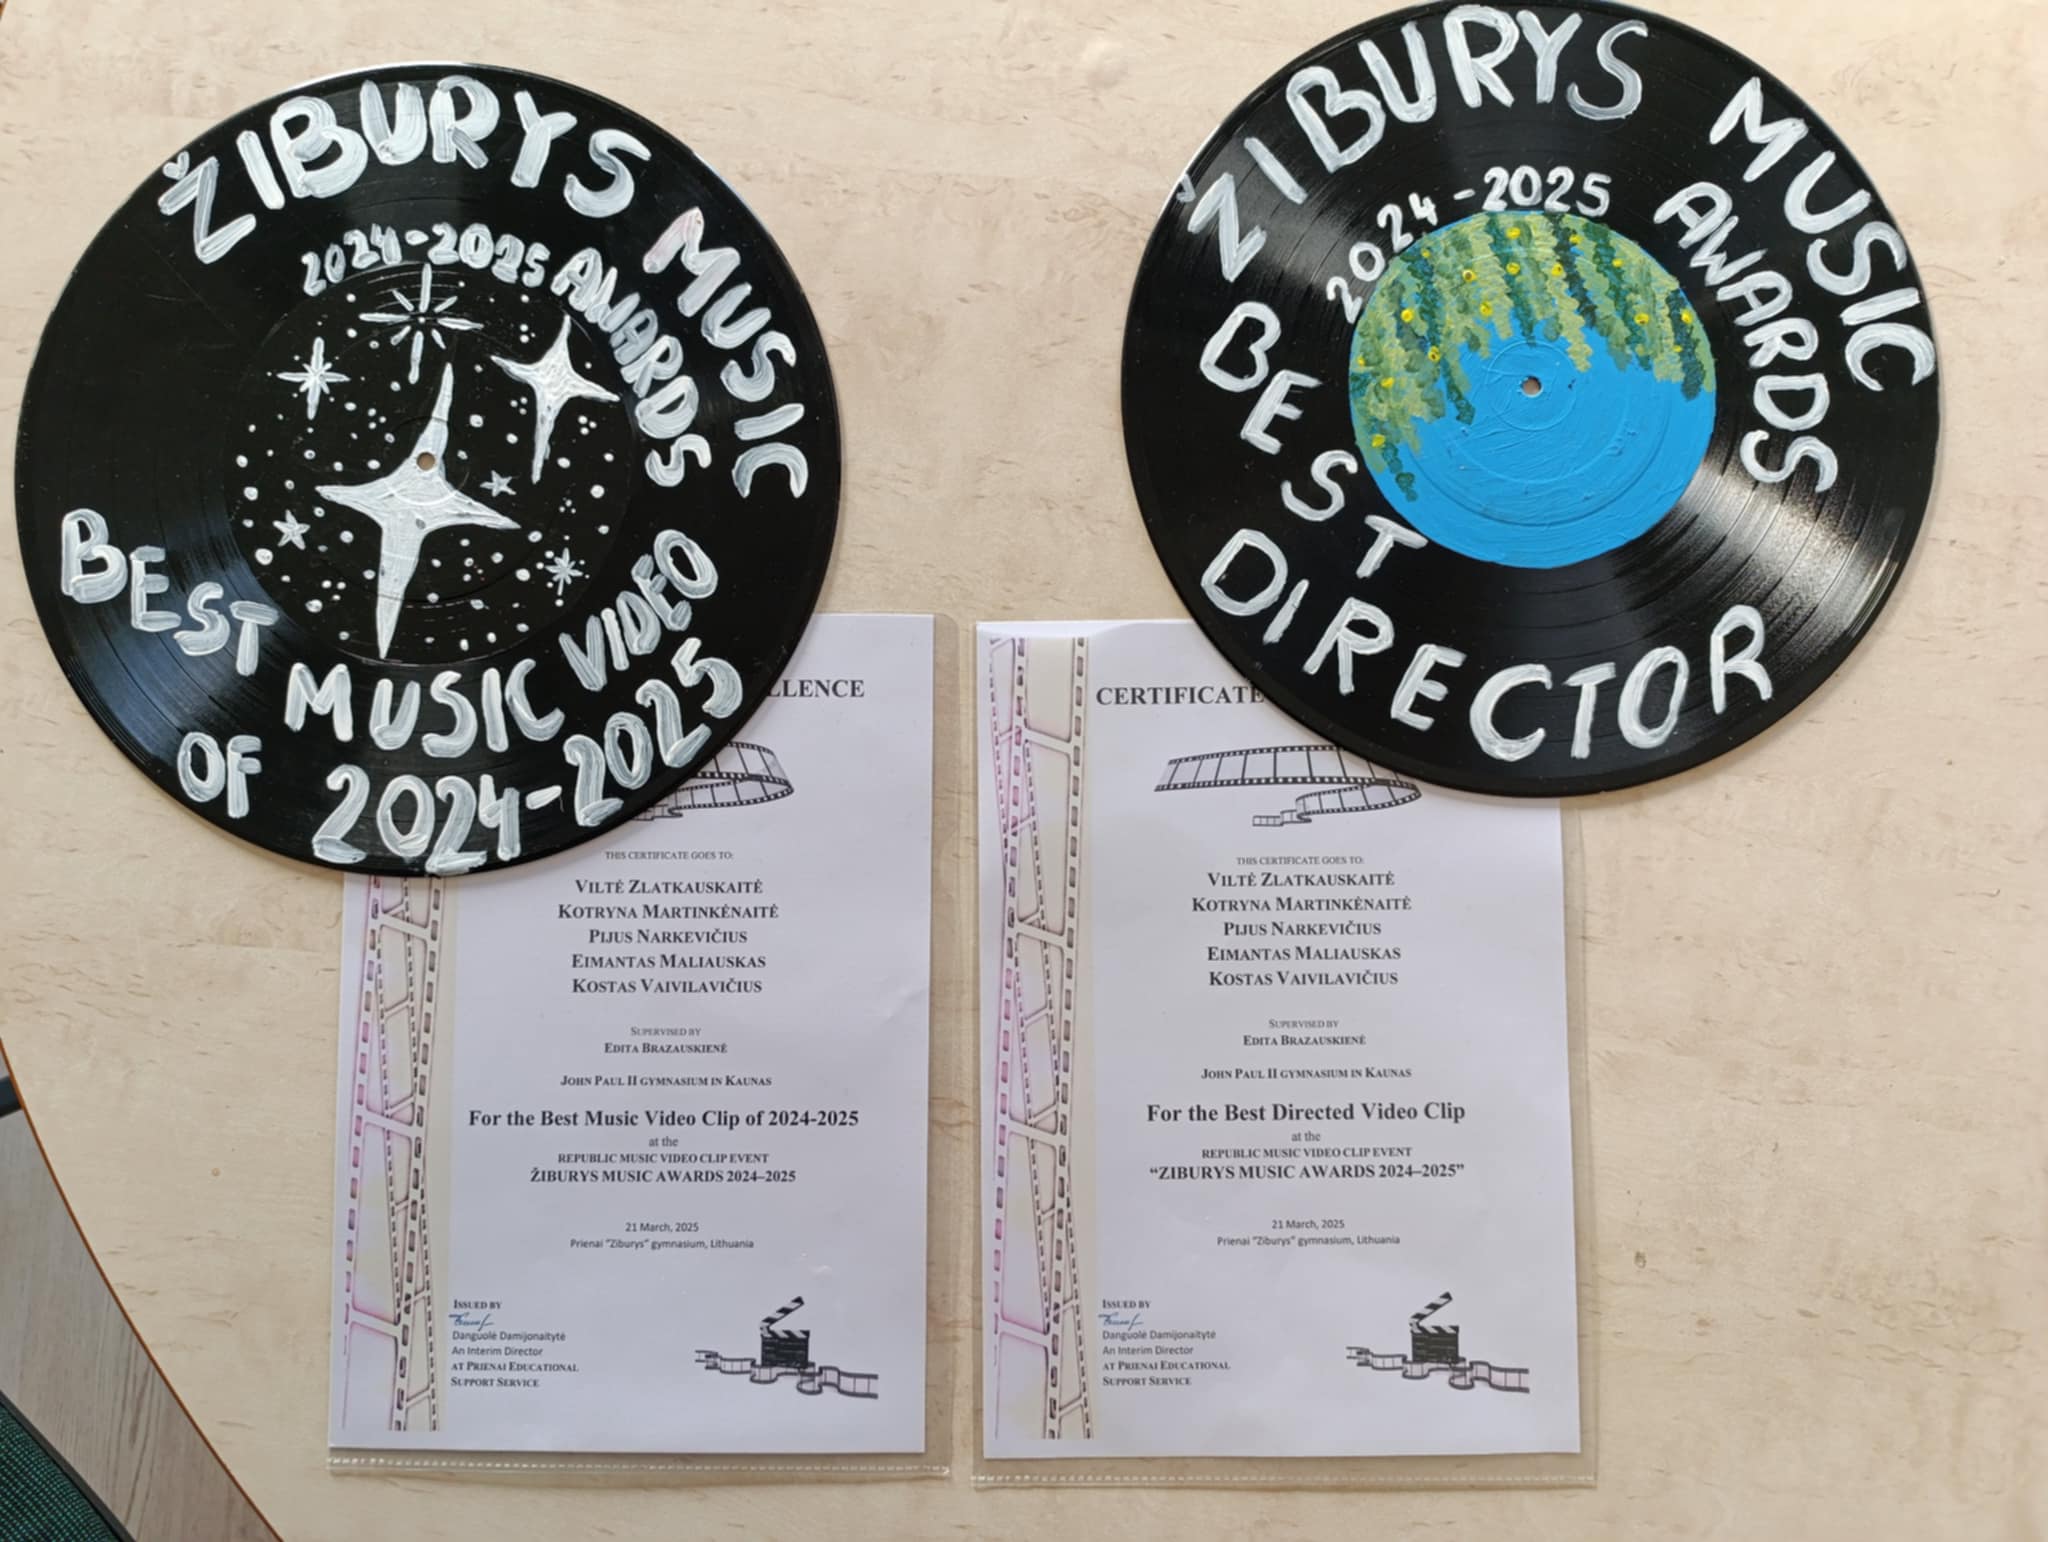 ŽIBURYS MUSIC
2024-2025 AWARDS
BEST MUSIC VIDEO
OF 2024-2025
ŽIBURYS MUSIC
2024-2025 AWARDS
BEST
DIRECTOR
THIS CERTIFICATE GOES TO:
VILTĖ ZLATKAUSKAITĖ
KOTRYNA MARTINKĖNAITĖ
PIJUS NARKEVIČIUS
EIMANTAS MALIAUSKAS
KOSTAS VAIVILAVIČIUS
SUPERVISED BY
EDITA BRAZAUSKIENĖ
JOHN PAUL II GYMNASIUM IN KAUNAS
For the Best Music Video Clip of 2024-2025
at the
REPUBLIC MUSIC VIDEO CLIP EVENT
ŽIBURYS MUSIC AWARDS 2024–2025
21 March, 2025
Prienai "Ziburys" gymnasium, Lithuania
ISSUED BY
Danguolė Damijonaitytė
An Interim Director
AT PRIENAI EDUCATIONAL
SUPPORT SERVICE
CERTIFICATE
THIS CERTIFICATE GOES TO:
VILTĖ ZLATKAUSKAITĖ
KOTRYNA MARTINKĖNAITĖ
PIJUS NARKEVIČIUS
EIMANTAS MALIAUSKAS
KOSTAS VAIVILAVIČIUS
SUPERVISED BY
EDITA BRAZAUSKIENĖ
JOHN PAUL II GYMNASIUM IN KAUNAS
For the Best Directed Video Clip
at the
REPUBLIC MUSIC VIDEO CLIP EVENT
“ZIBURYS MUSIC AWARDS 2024–2025”
21 March, 2025
Prienai "Ziburys" gymnasium, Lithuania
ISSUED BY
Danguolė Damijonaitytė
An Interim Director
AT PRIENAI EDUCATIONAL
SUPPORT SERVICE